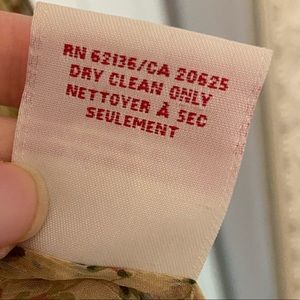 RN 62136/CA 20625
DRY CLEAN ONLY
NETTOYER À SEC
SEULEMENT